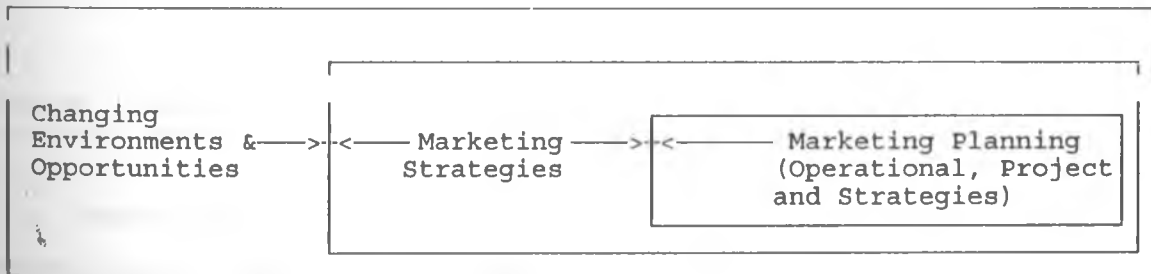 Changing
Environments & ——> <—— Marketing ——> <—— Marketing Planning
Opportunities Strategies (Operational, Project
and Strategies)